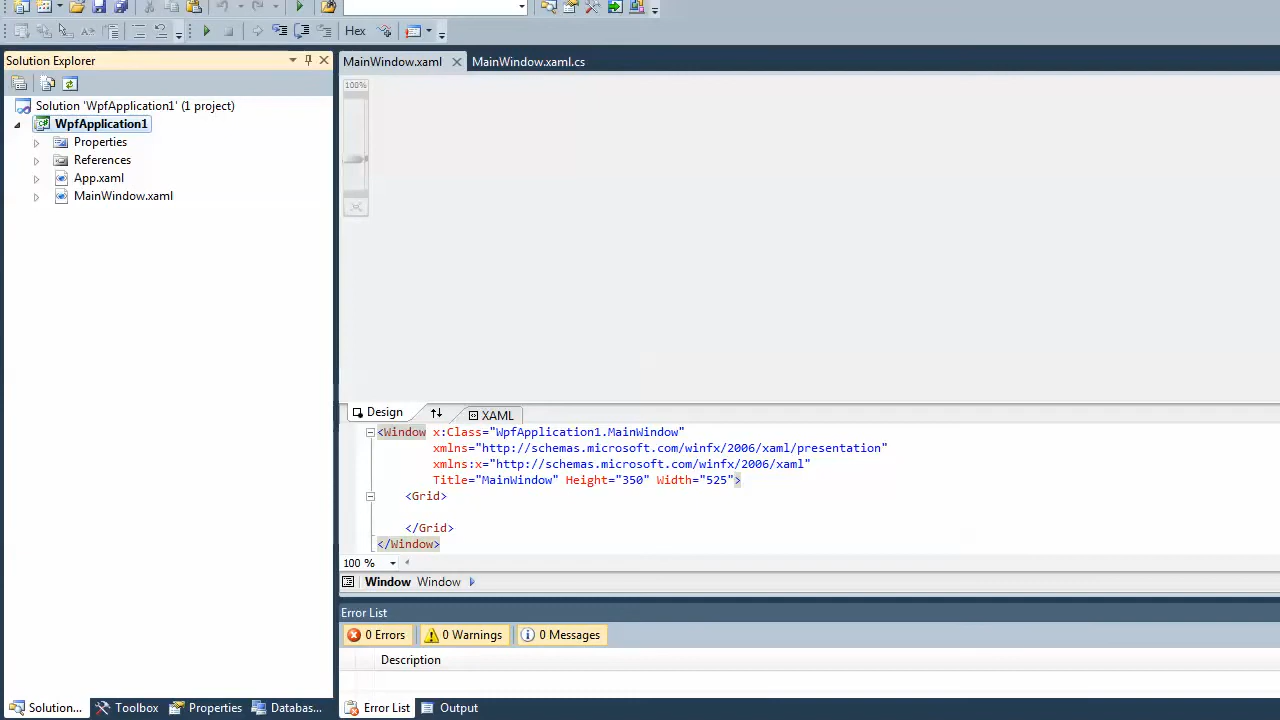 Hex
Solution Explorer
Solution 'WpfApplication1' (1 project)
WpfApplication1
Properties
References
App.xaml
MainWindow.xaml
MainWindow.xaml
MainWindow.xaml.cs
100%
Design
XAML
<Window x:Class="WpfApplication1.MainWindow"
xmlns="http://schemas.microsoft.com/winfx/2006/xaml/presentation"
xmlns:x="http://schemas.microsoft.com/winfx/2006/xaml"
Title="MainWindow" Height="350" Width="525">
<Grid>
</Grid>
</Window>
100 %
Window Window
Error List
0 Errors
0 Warnings
0 Messages
Description
Solution...
Toolbox
Properties
Databas...
Error List
Output